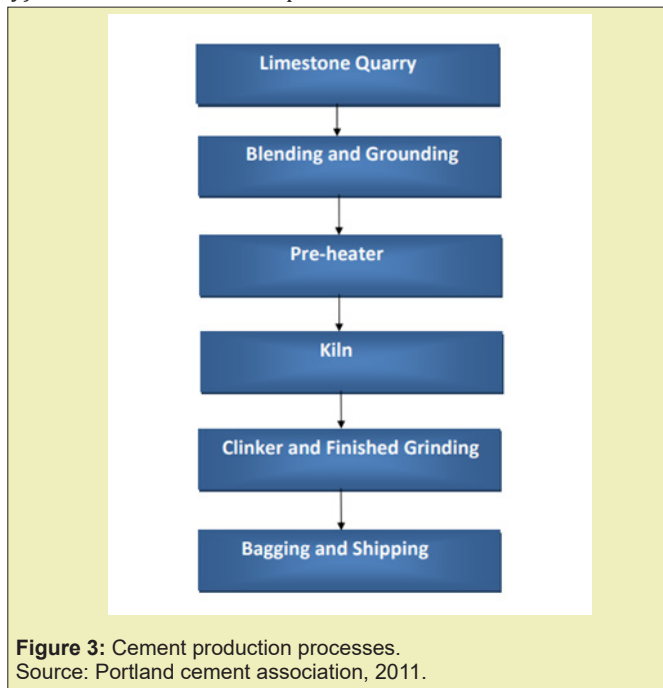 Limestone Quarry
Blending and Grounding
Pre-heater
Kiln
Clinker and Finished Grinding
Bagging and Shipping
Figure 3: Cement production processes.
Source: Portland cement association, 2011.